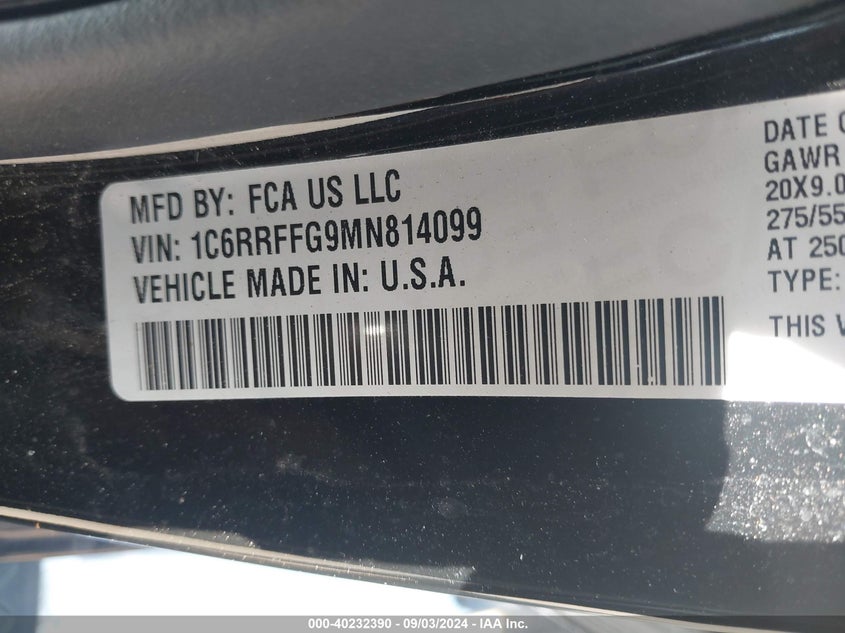 MFD BY: FCA US LLC
VIN: 1C6RRFFG9MN814099
VEHICLE MADE IN: U.S.A.
DATE O
GAWR
20X9.0
275/55
AT 250
TYPE:
THIS V
000-40232390 - 09/03/2024 - IAA Inc.